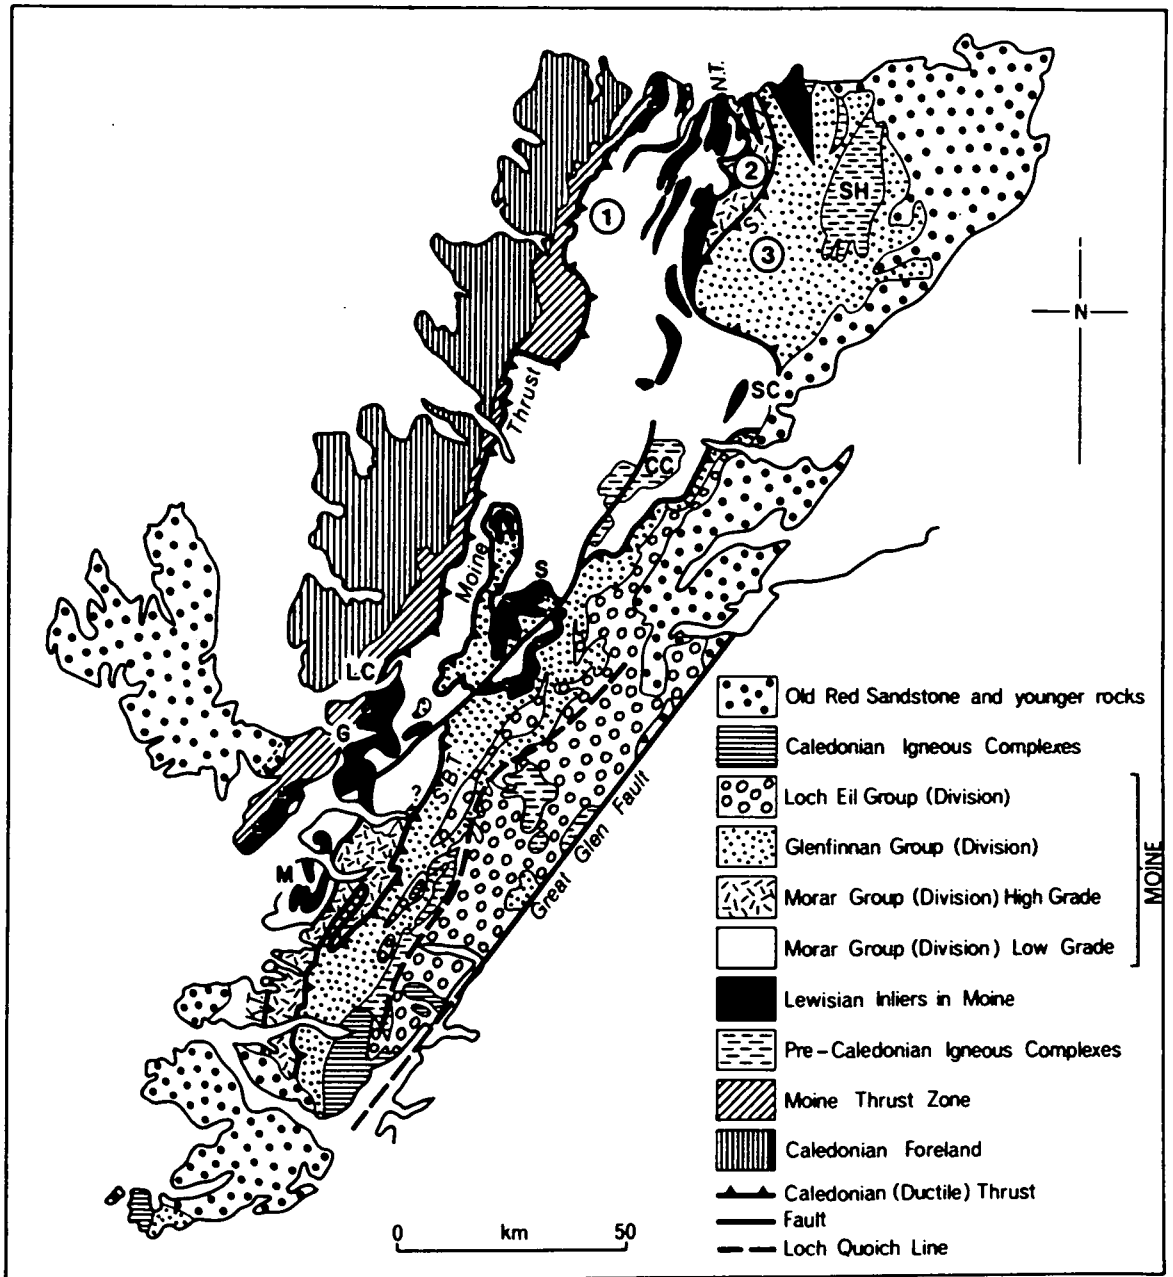 N.T.
2
SH
1
S.T.
3
N
Thrust
SC
CC
Moine
S
LC
G
S.B.T.
?
M
K.T.
Great Glen Fault
Old Red Sandstone and younger rocks
Caledonian Igneous Complexes
Loch Eil Group (Division)
Glenfinnan Group (Division)
Morar Group (Division) High Grade
Morar Group (Division) Low Grade
MOINE
Lewisian Inliers in Moine
Pre-Caledonian Igneous Complexes
Moine Thrust Zone
Caledonian Foreland
Caledonian (Ductile) Thrust
Fault
Loch Quoich Line
0 km 50